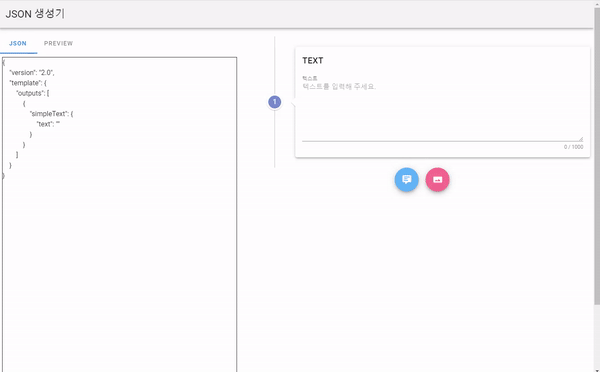 JSON 생성기
JSON PREVIEW
{
"version": "2.0",
"template": {
"outputs": [
{
"simpleText": {
"text": ""
}
}
]
}
}
1
TEXT
텍스트
텍스트를 입력해 주세요.
0 / 1000